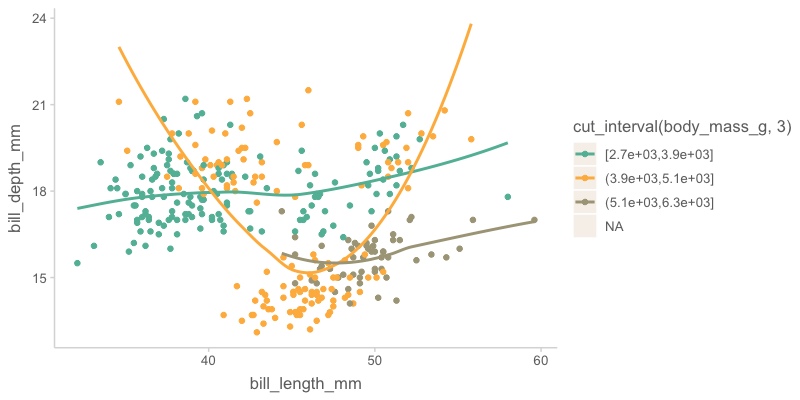 24
21
18
15
bill_depth_mm
40
50
60
bill_length_mm
cut_interval(body_mass_g, 3)
[2.7e+03,3.9e+03]
(3.9e+03,5.1e+03]
(5.1e+03,6.3e+03]
NA